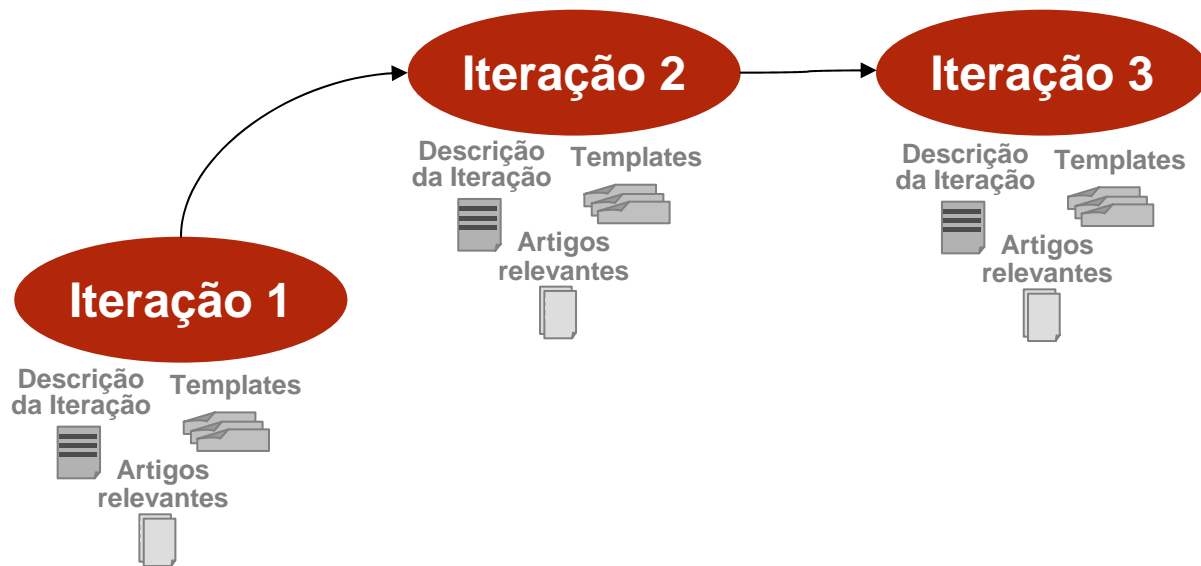 Iteração 1
Descrição
da Iteração
Templates
Artigos
relevantes
Iteração 2
Descrição
da Iteração
Templates
Artigos
relevantes
Iteração 3
Descrição
da Iteração
Templates
Artigos
relevantes